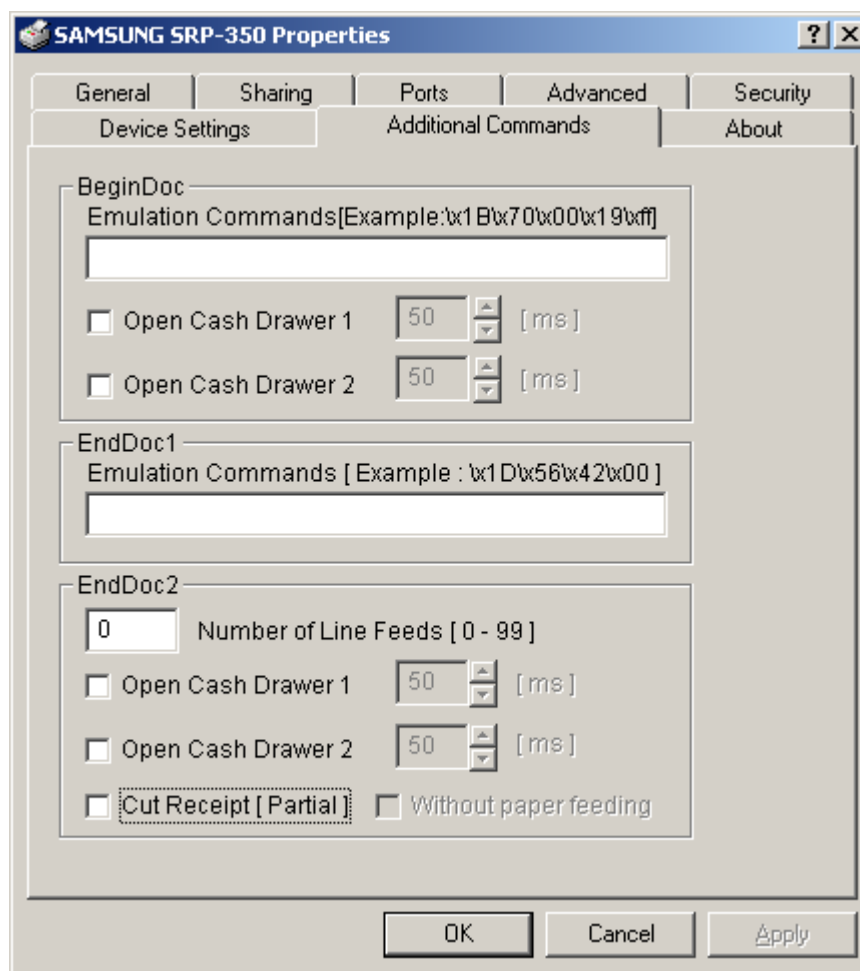 SAMSUNG SRP-350 Properties
General Sharing Ports Advanced Security
Device Settings Additional Commands About
BeginDoc
Emulation Commands[Example:\x1B\x70\x00\x19\xff]
Open Cash Drawer 1 50 [ ms ]
Open Cash Drawer 2 50 [ ms ]
EndDoc1
Emulation Commands [ Example : \x1D\x56\x42\x00 ]
EndDoc2
0 Number of Line Feeds [ 0 - 99 ]
Open Cash Drawer 1 50 [ ms ]
Open Cash Drawer 2 50 [ ms ]
Cut Receipt [ Partial ] Without paper feeding
OK Cancel Apply